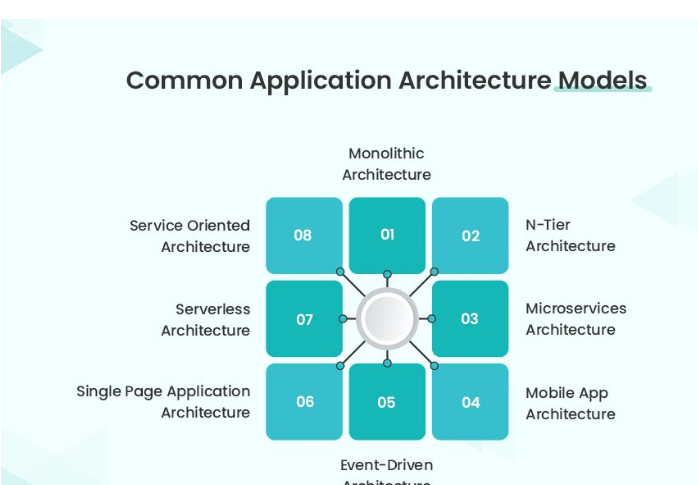 Common Application Architecture Models
Monolithic
Architecture
Service Oriented
Architecture
08
01
02
N-Tier
Architecture
Serverless
Architecture
07
03
Microservices
Architecture
Single Page Application
Architecture
06
05
04
Mobile App
Architecture
Event-Driven
Architecture